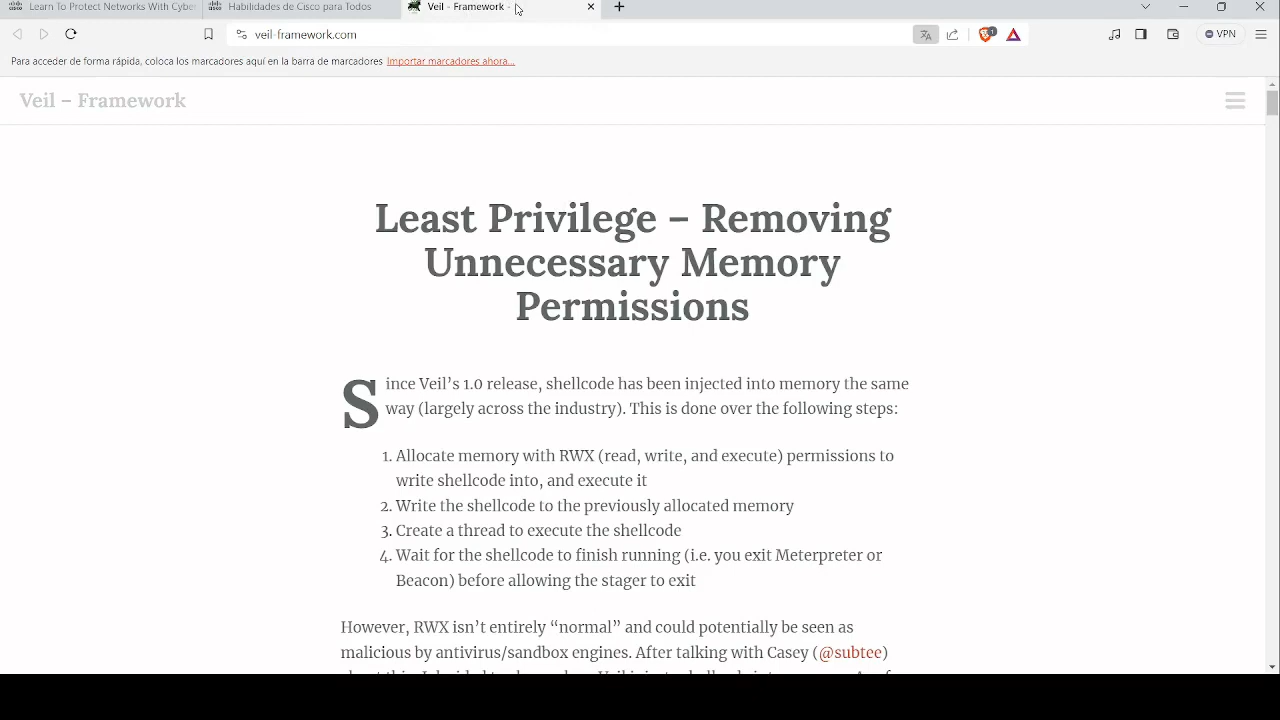 Learn To Protect Networks With Cyber
Habilidades de Cisco para Todos
Veil - Framework -
veil-framework.com
VPN
Para acceder de forma rápida, coloca los marcadores aquí en la barra de marcadores Importar marcadores ahora...
Veil – Framework
Least Privilege – Removing
Unnecessary Memory
Permissions
Since Veil’s 1.0 release, shellcode has been injected into memory the same
way (largely across the industry). This is done over the following steps:
1. Allocate memory with RWX (read, write, and execute) permissions to
write shellcode into, and execute it
2. Write the shellcode to the previously allocated memory
3. Create a thread to execute the shellcode
4. Wait for the shellcode to finish running (i.e. you exit Meterpreter or
Beacon) before allowing the stager to exit
However, RWX isn’t entirely “normal” and could potentially be seen as
malicious by antivirus/sandbox engines. After talking with Casey (@subtee)